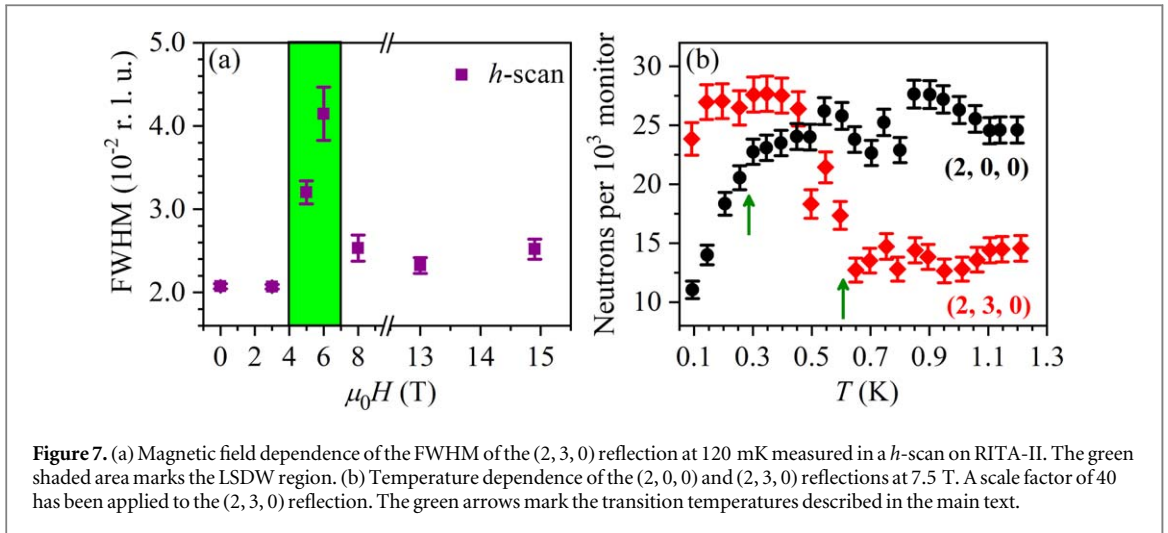 (a)
h-scan
FWHM (10⁻² r. l. u.)
5.0
4.0
3.0
2.0
0 2 4 6 8 13 14 15
μ₀H (T)
(b)
Neutrons per 10³ monitor
30
25
20
15
10
(2, 0, 0)
(2, 3, 0)
0.1 0.3 0.5 0.7 0.9 1.1 1.3
T (K)
Figure 7. (a) Magnetic field dependence of the FWHM of the (2, 3, 0) reflection at 120 mK measured in a h-scan on RITA-II. The green
shaded area marks the LSDW region. (b) Temperature dependence of the (2, 0, 0) and (2, 3, 0) reflections at 7.5 T. A scale factor of 40
has been applied to the (2, 3, 0) reflection. The green arrows mark the transition temperatures described in the main text.